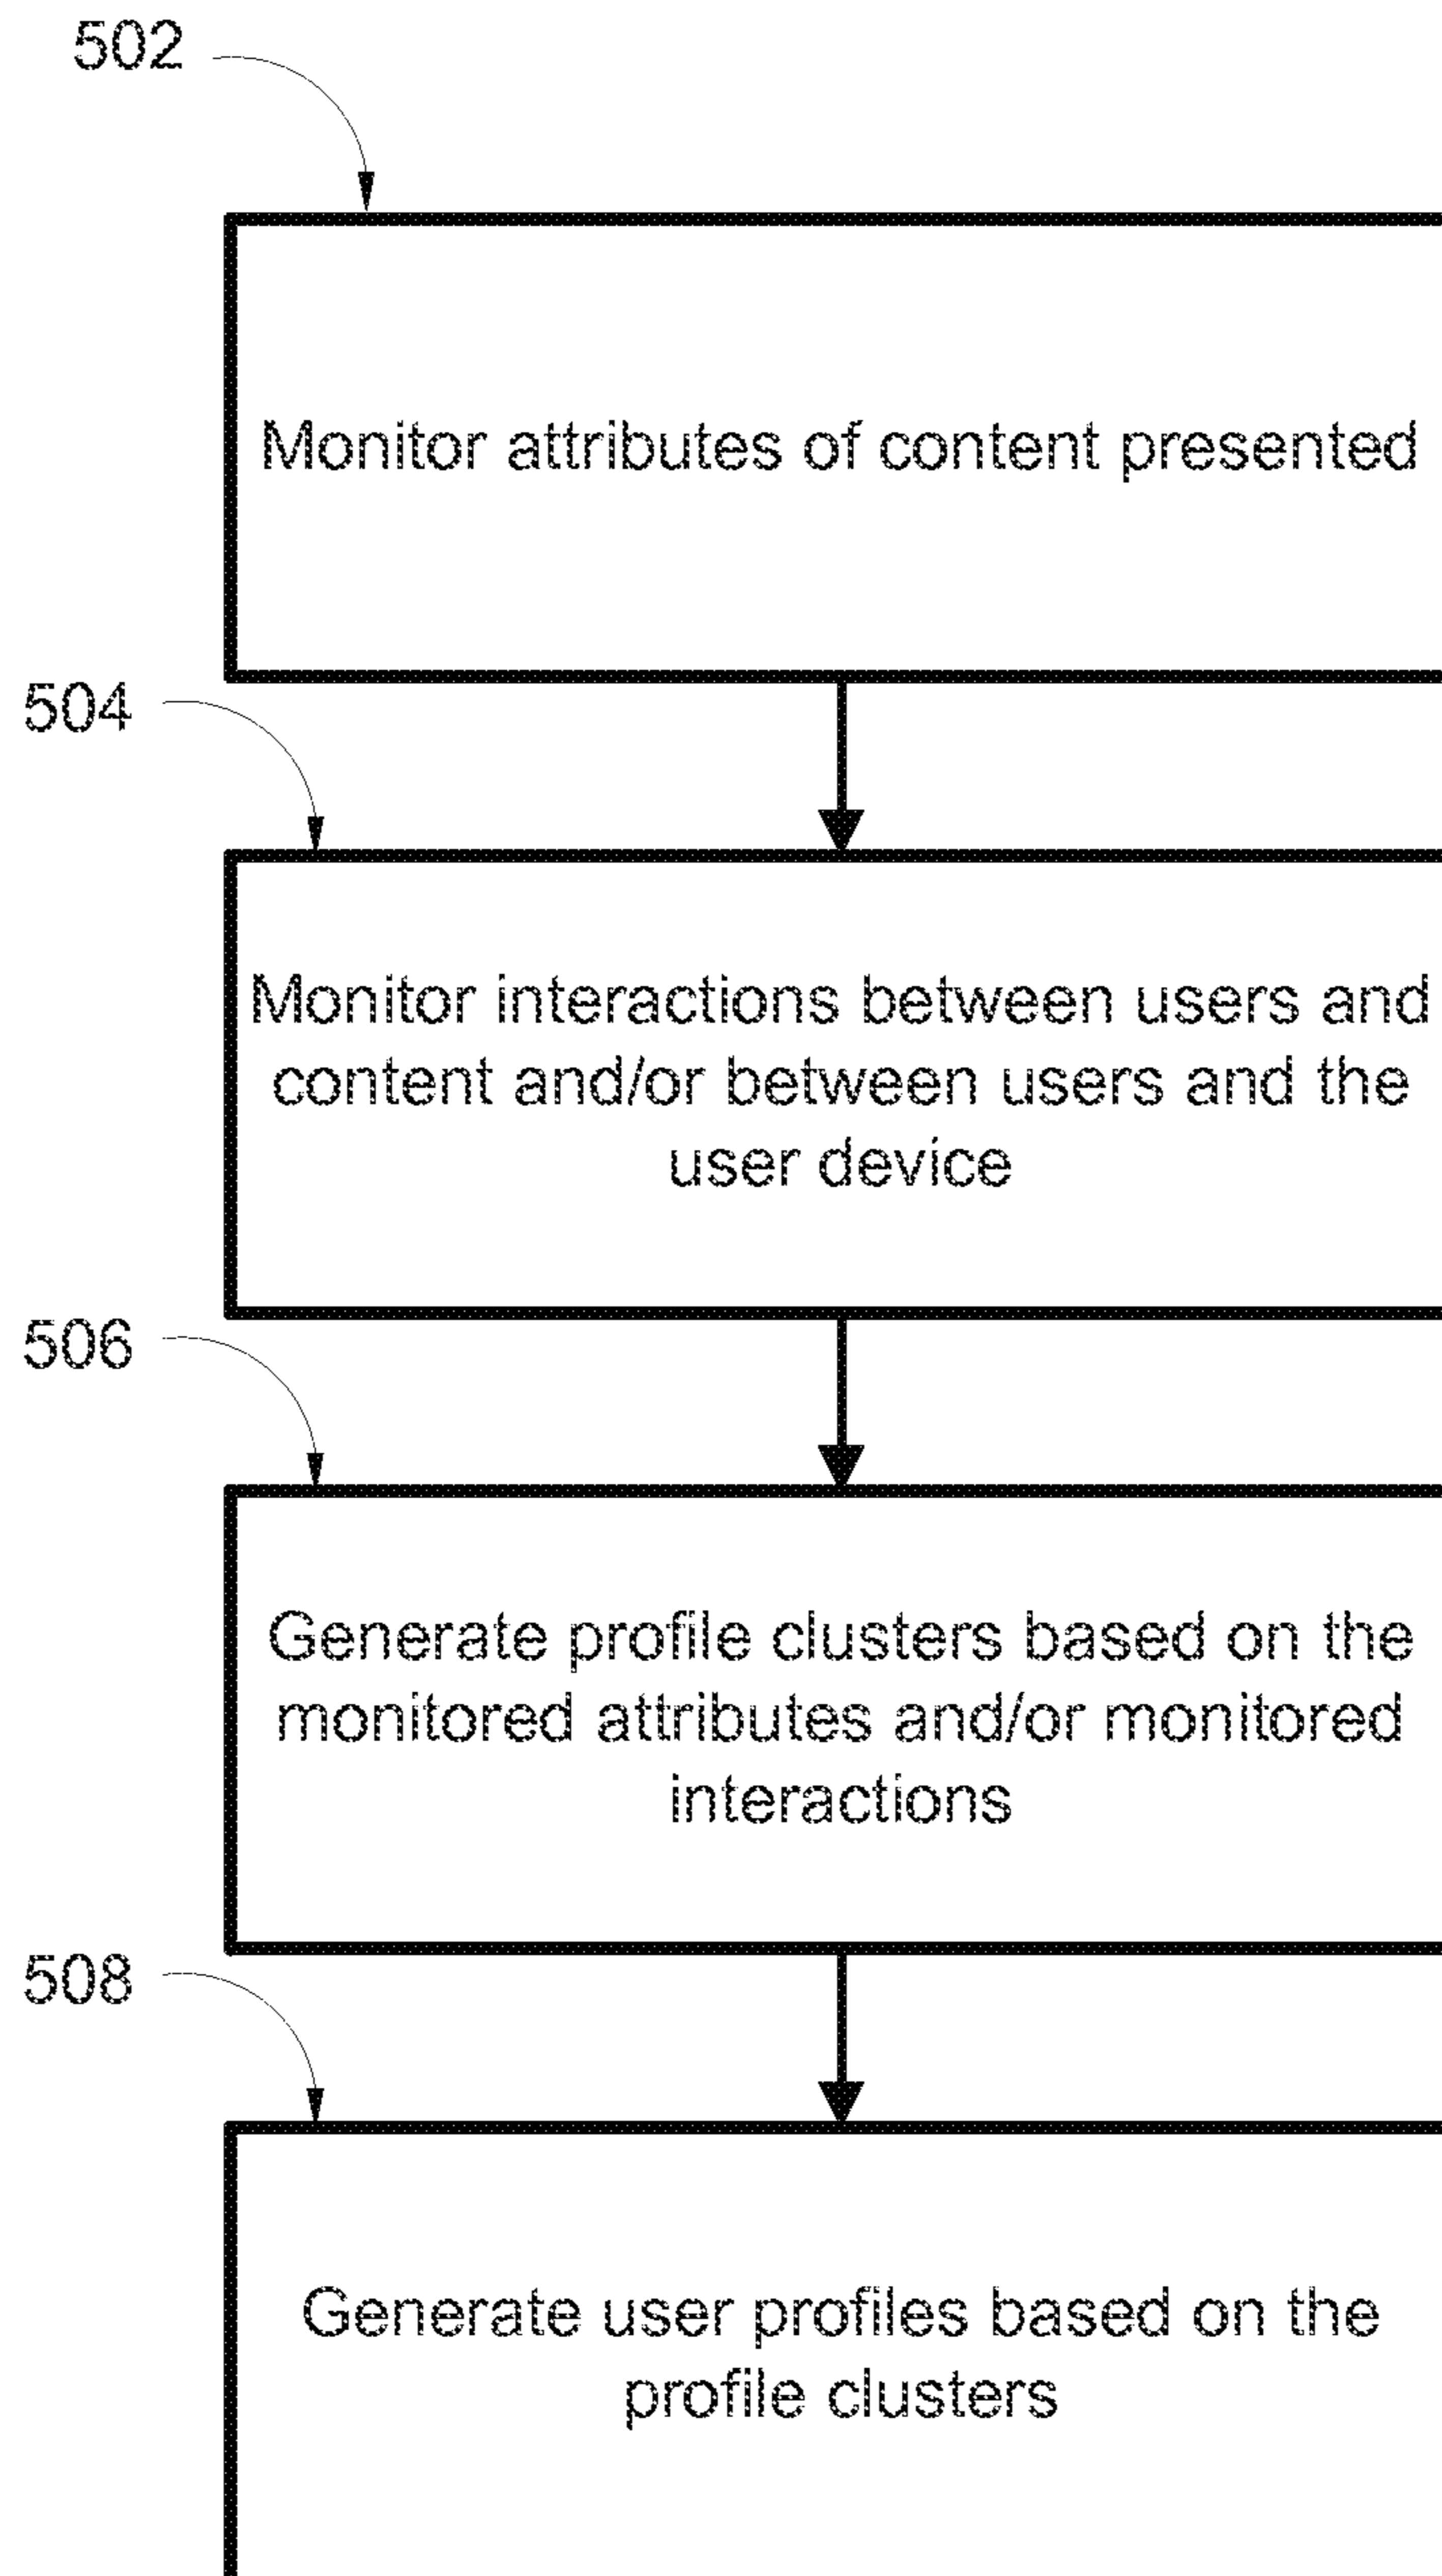 502
Monitor attributes of content presented
504
Monitor interactions between users and
content and/or between users and the
user device
506
Generate profile clusters based on the
monitored attributes and/or monitored
interactions
508
Generate user profiles based on the
profile clusters